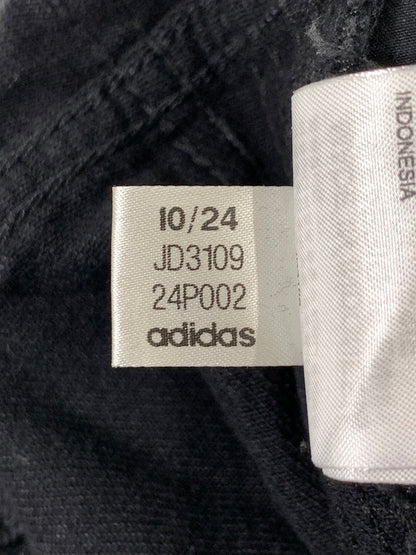 10/24
JD3109
24P002
adidas
INDONESIA